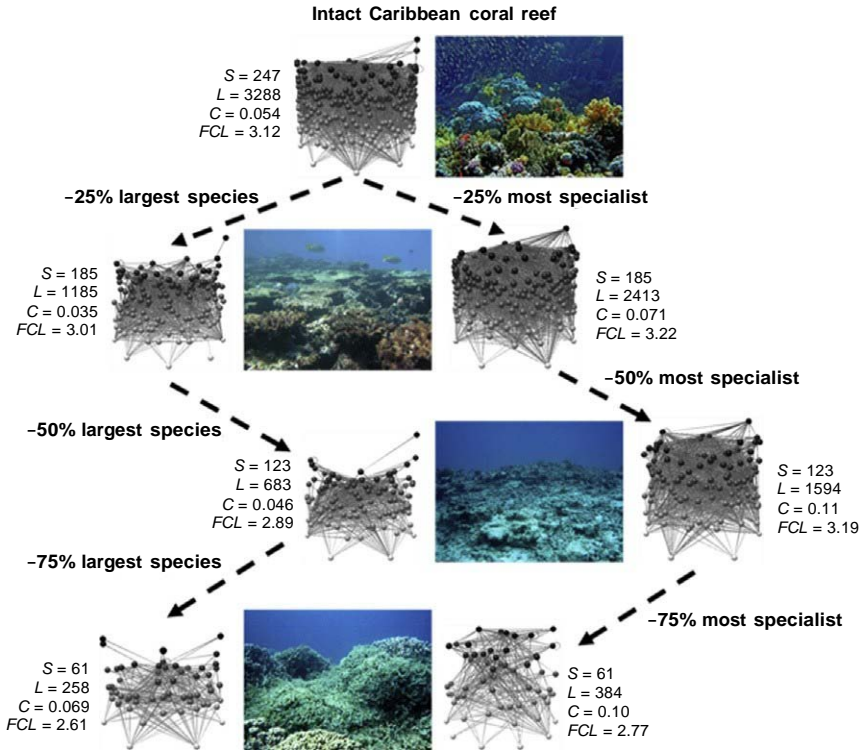 Intact Caribbean coral reef
S = 247
L = 3288
C = 0.054
FCL = 3.12
−25% largest species
−25% most specialist
S = 185
L = 1185
C = 0.035
FCL = 3.01
S = 185
L = 2413
C = 0.071
FCL = 3.22
−50% most specialist
−50% largest species
S = 123
L = 683
C = 0.046
FCL = 2.89
S = 123
L = 1594
C = 0.11
FCL = 3.19
−75% largest species
−75% most specialist
S = 61
L = 258
C = 0.069
FCL = 2.61
S = 61
L = 384
C = 0.10
FCL = 2.77